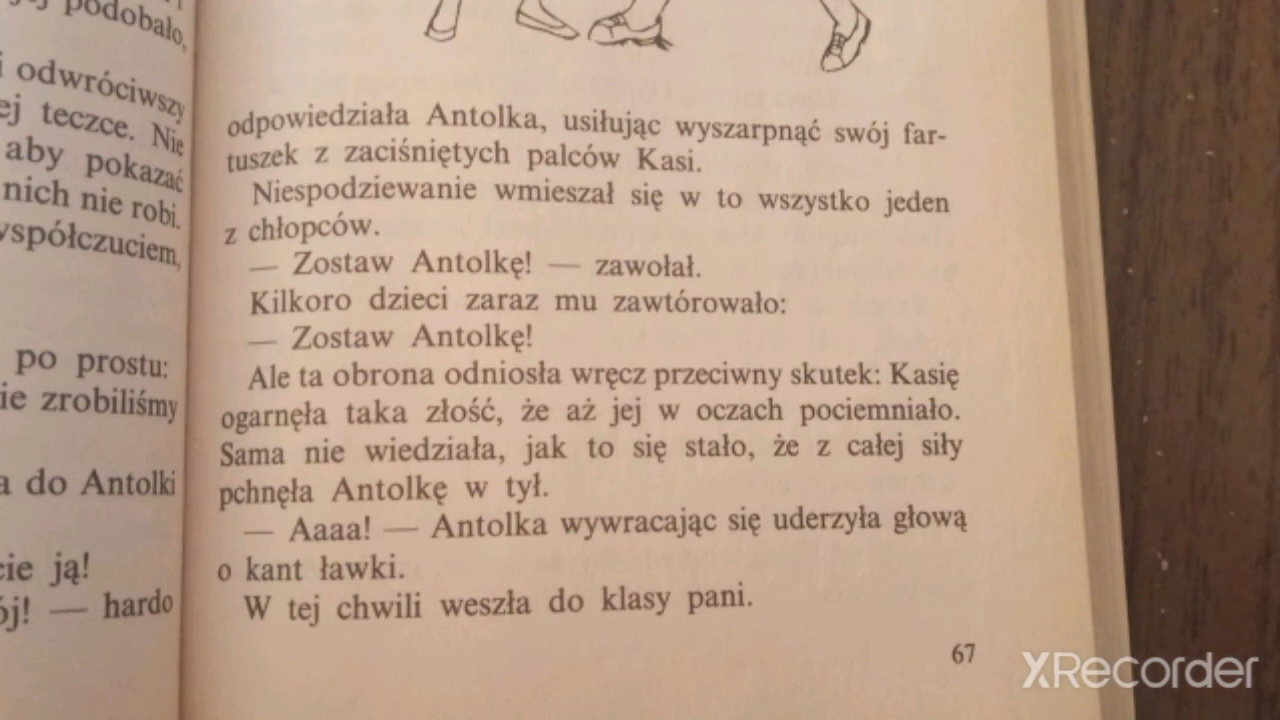 podobało,
i odwróciwszy
ej teczce. Nie
aby pokazać
nich nie robi.
współczuciem,
po prostu:
ie zrobiliśmy
a do Antolki
cie ją!
ój! — hardo
odpowiedziała Antolka, usiłując wyszarpnąć swój far-
tuszek z zaciśniętych palców Kasi.
Niespodziewanie wmieszał się w to wszystko jeden
z chłopców.
— Zostaw Antolkę! — zawołał.
Kilkoro dzieci zaraz mu zawtórowało:
— Zostaw Antolkę!
Ale ta obrona odniosła wręcz przeciwny skutek: Kasię
ogarnęła taka złość, że aż jej w oczach pociemniało.
Sama nie wiedziała, jak to się stało, że z całej siły
pchnęła Antolkę w tył.
— Aaaa! — Antolka wywracając się uderzyła głową
o kant ławki.
W tej chwili weszła do klasy pani.
67
XRecorder